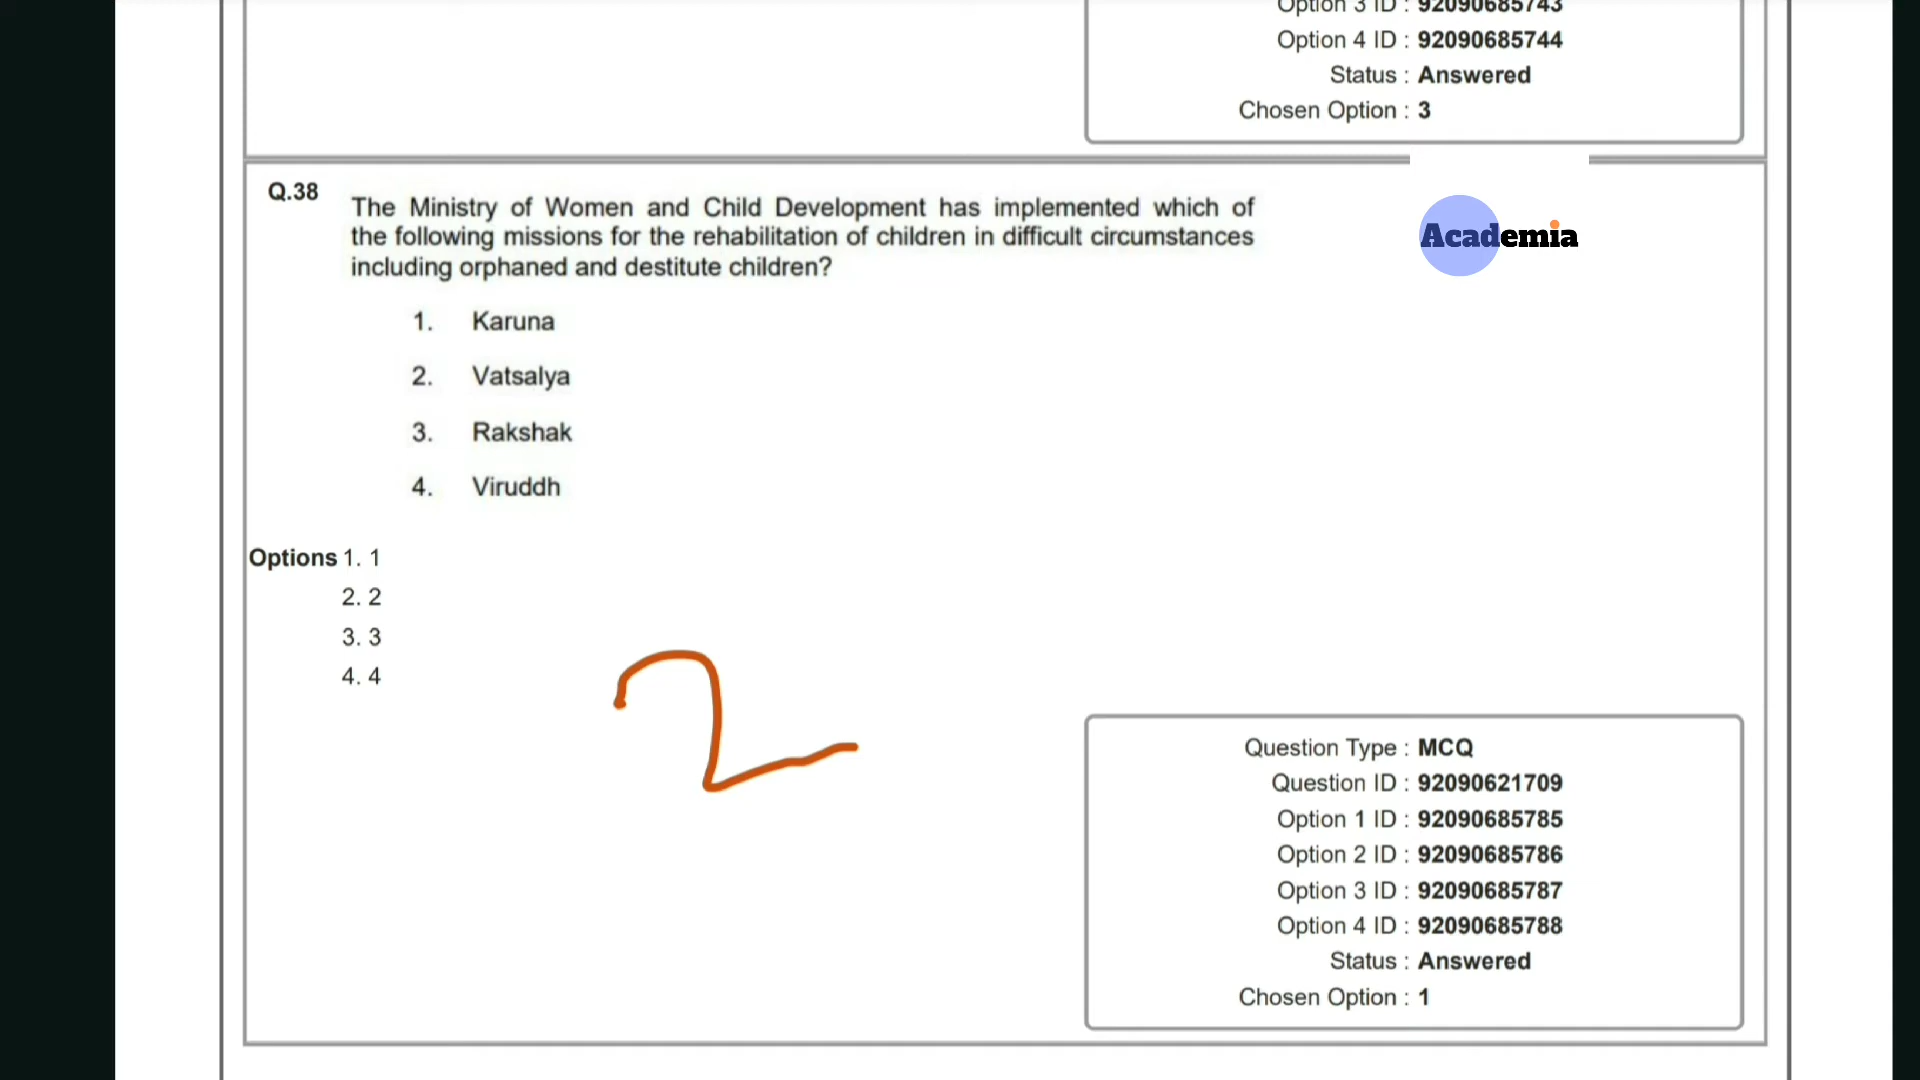 Option 3 ID : 92090685743
Option 4 ID : 92090685744
Status : Answered
Chosen Option : 3
Q.38
The Ministry of Women and Child Development has implemented which of
the following missions for the rehabilitation of children in difficult circumstances
including orphaned and destitute children?
Academia
1. Karuna
2. Vatsalya
3. Rakshak
4. Viruddh
Options 1. 1
2. 2
3. 3
4. 4
2
Question Type : MCQ
Question ID : 92090621709
Option 1 ID : 92090685785
Option 2 ID : 92090685786
Option 3 ID : 92090685787
Option 4 ID : 92090685788
Status : Answered
Chosen Option : 1